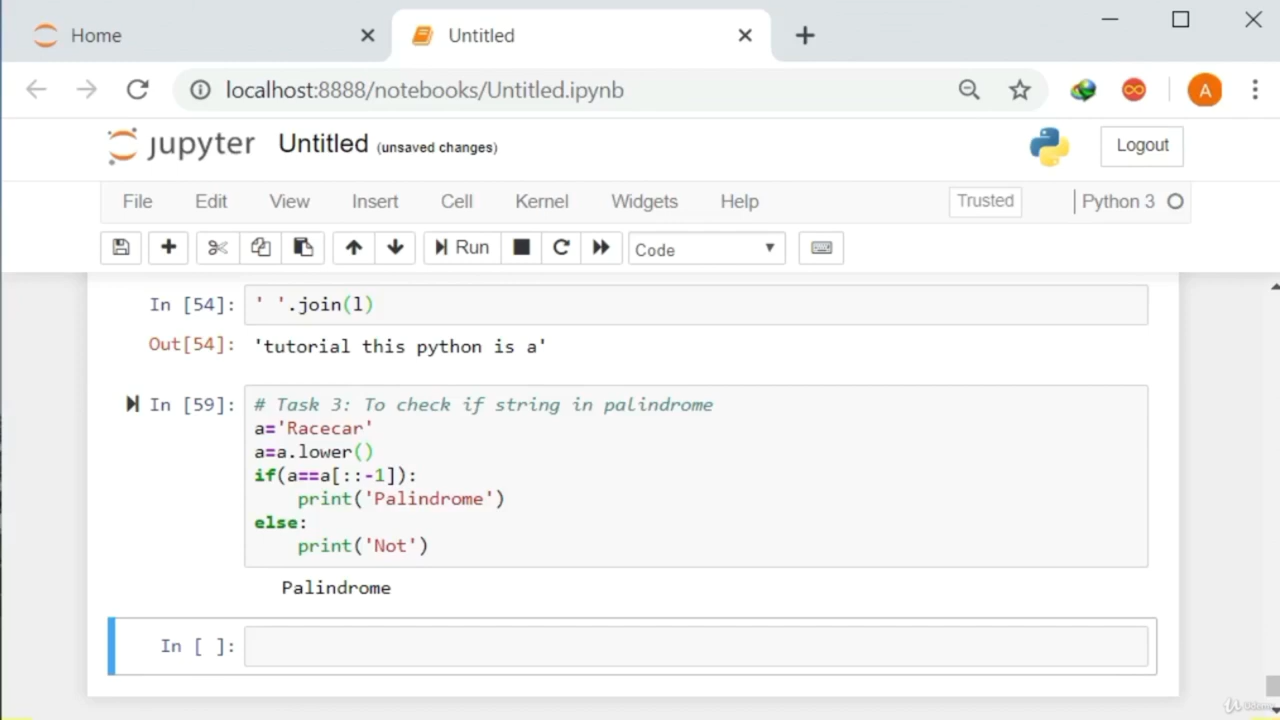 Home
Untitled
localhost:8888/notebooks/Untitled.ipynb
A
jupyter Untitled (unsaved changes)
Logout
File Edit View Insert Cell Kernel Widgets Help Trusted Python 3
Run Code
In [54]: ' '.join(l)
Out[54]: 'tutorial this python is a'
In [59]: # Task 3: To check if string in palindrome
a='Racecar'
a=a.lower()
if(a==a[::-1]):
    print('Palindrome')
else:
    print('Not')
Palindrome
In [ ]:
Udemy